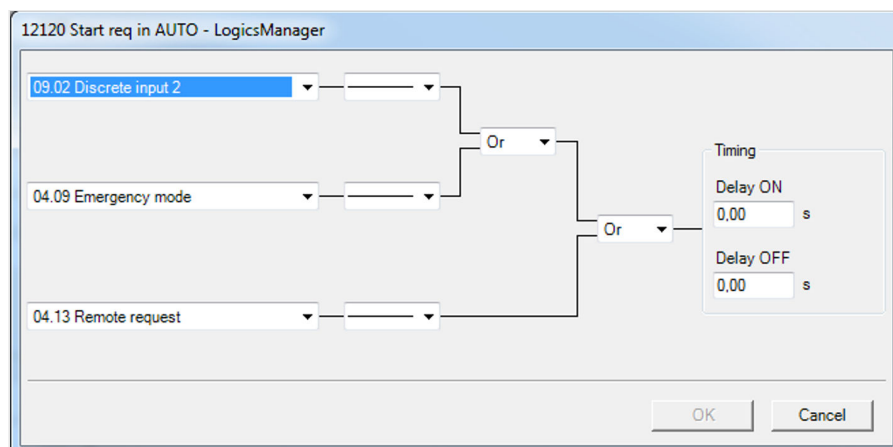 12120 Start req in AUTO - LogicsManager
09.02 Discrete input 2
Or
04.09 Emergency mode
Or
04.13 Remote request
Timing
Delay ON
0,00 s
Delay OFF
0,00 s
OK
Cancel